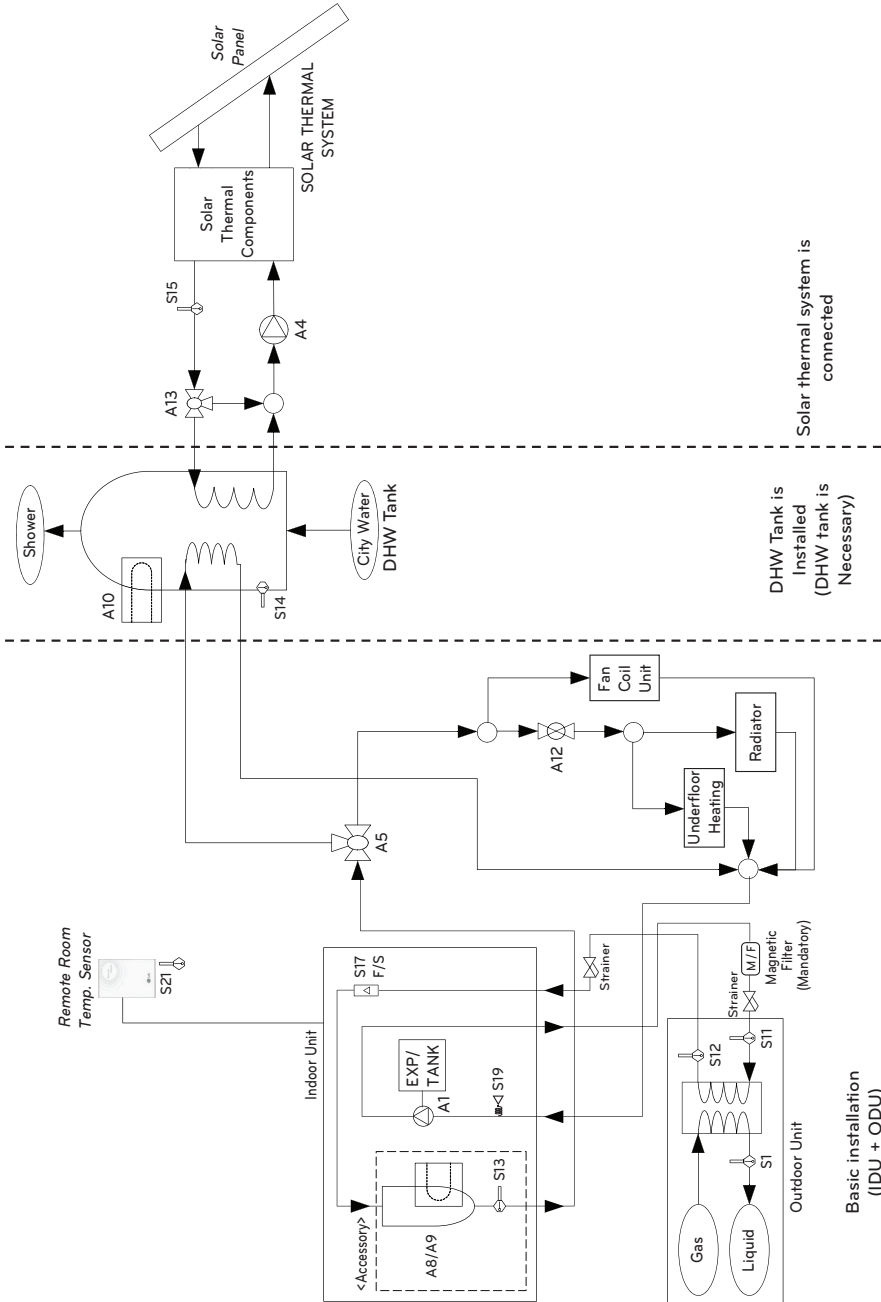 Solar
Panel
SOLAR THERMAL
SYSTEM
Solar
Thermal
Components
S15
A4
A13
Solar thermal system is
connected
Shower
A10
City Water
DHW Tank
S14
DHW Tank is
Installed
(DHW tank is
Necessary)
Fan
Coil
Unit
A12
Radiator
Underfloor
Heating
A5
Remote Room
Temp. Sensor
LG
S21
Indoor Unit
S17
F/S
EXP/
TANK
A1
S19
<Accessory>
A8/A9
S13
Strainer
Strainer
M/F
Magnetic
Filter
(Mandatory)
S12
S11
S1
Gas
Liquid
Outdoor Unit
Basic installation
(IDU + ODU)